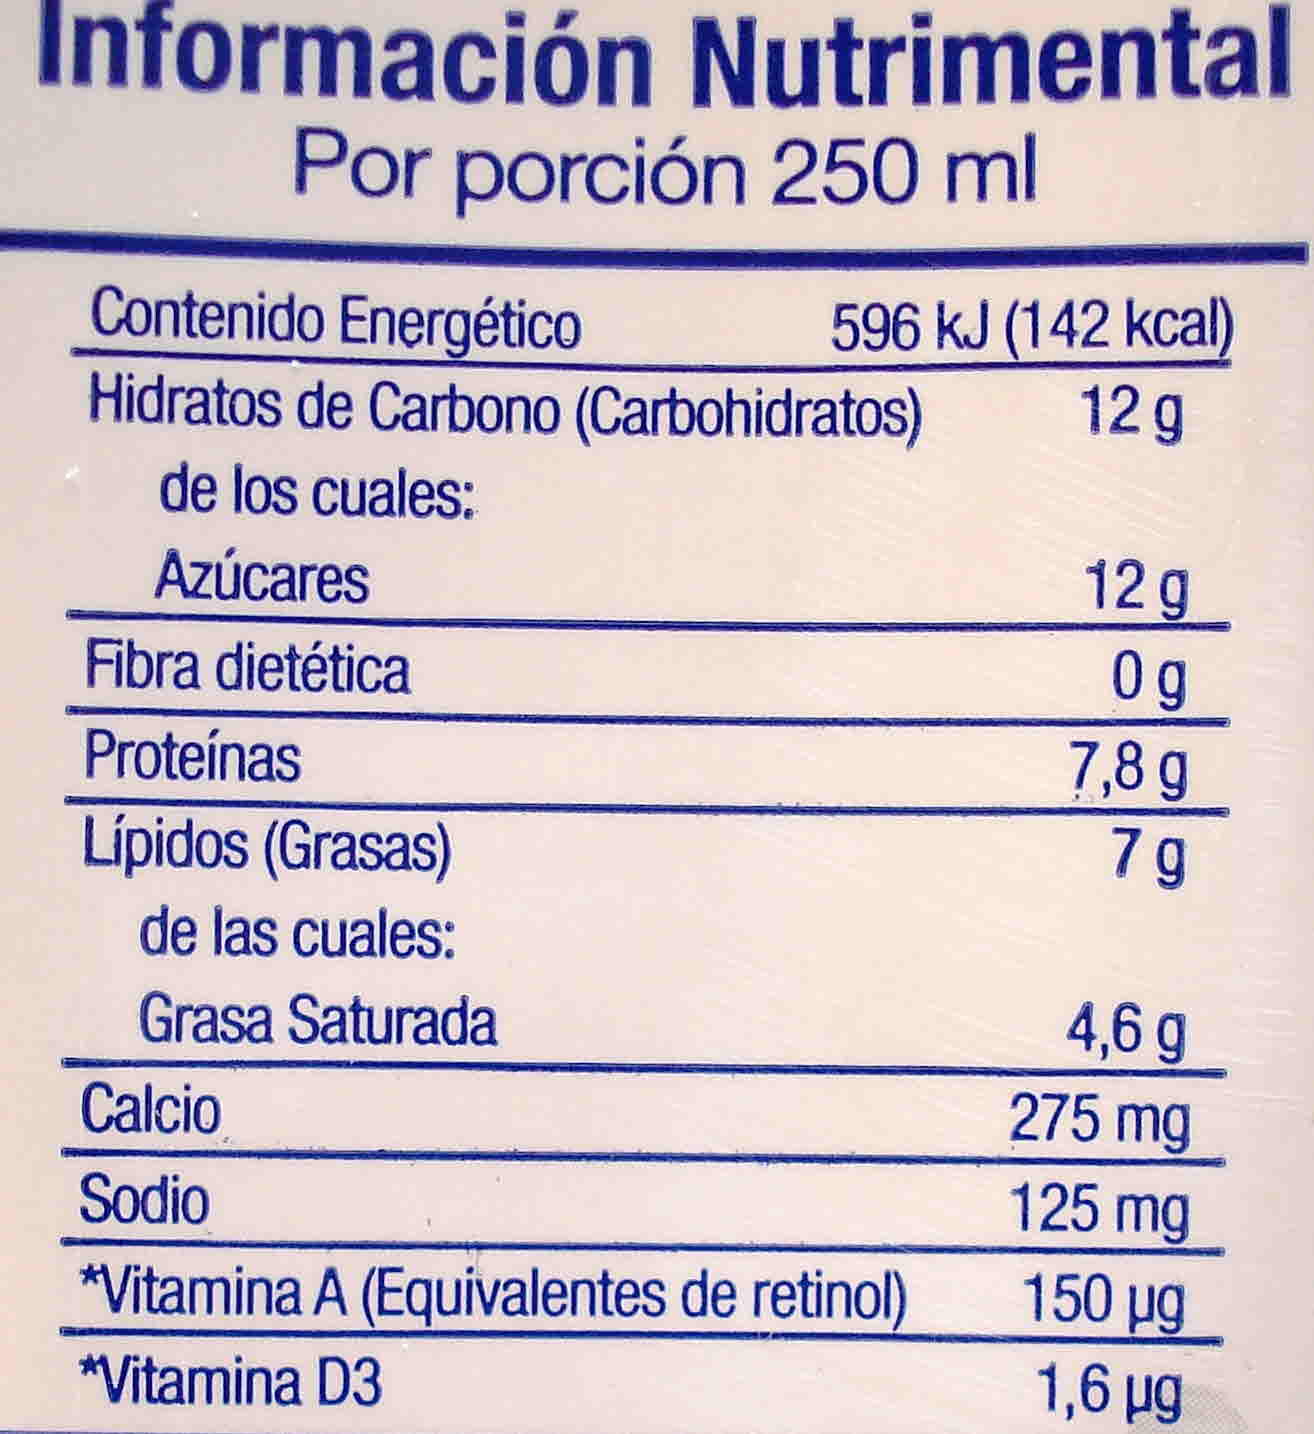 Información Nutrimental
Por porción 250 ml
Contenido Energético 596 kJ (142 kcal)
Hidratos de Carbono (Carbohidratos) 12 g
de los cuales:
Azúcares 12 g
Fibra dietética 0 g
Proteínas 7,8 g
Lípidos (Grasas) 7 g
de las cuales:
Grasa Saturada 4,6 g
Calcio 275 mg
Sodio 125 mg
*Vitamina A (Equivalentes de retinol) 150 µg
*Vitamina D3 1,6 µg